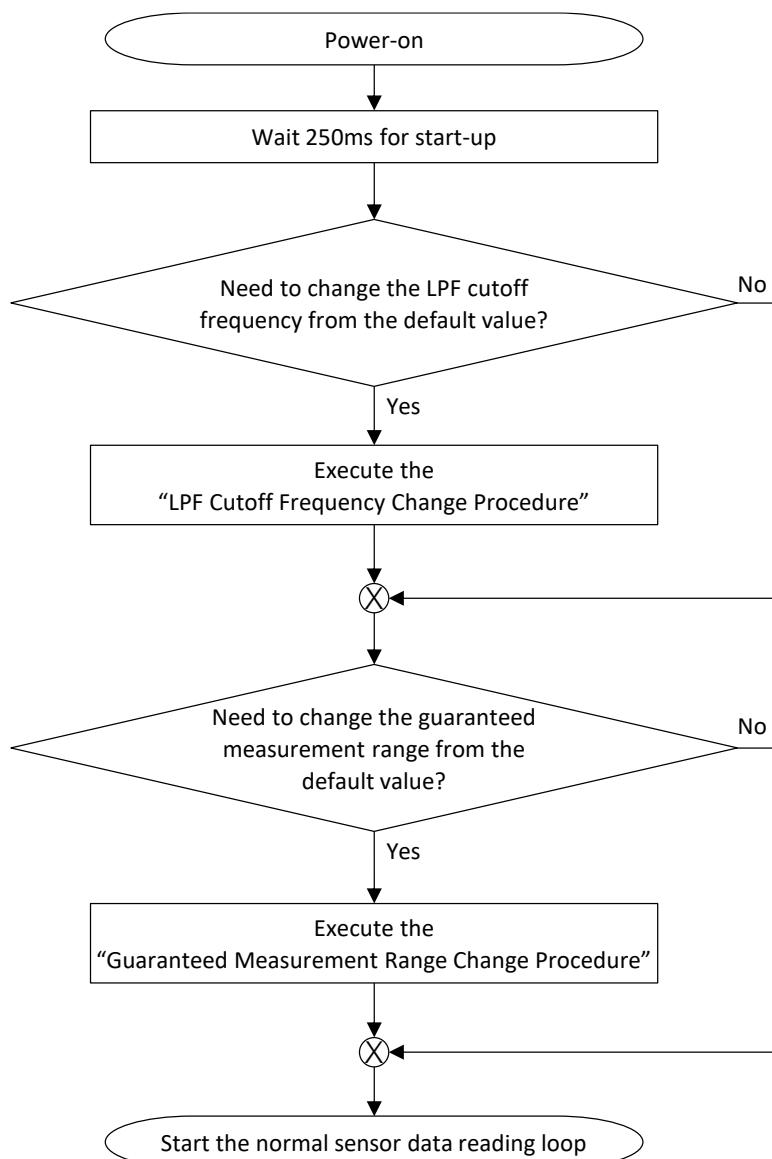 Power-on
Wait 250ms for start-up
Need to change the LPF cutoff
frequency from the default value?
No
Yes
Execute the
“LPF Cutoff Frequency Change Procedure”
X
Need to change the guaranteed
measurement range from the
default value?
No
Yes
Execute the
“Guaranteed Measurement Range Change Procedure”
X
Start the normal sensor data reading loop